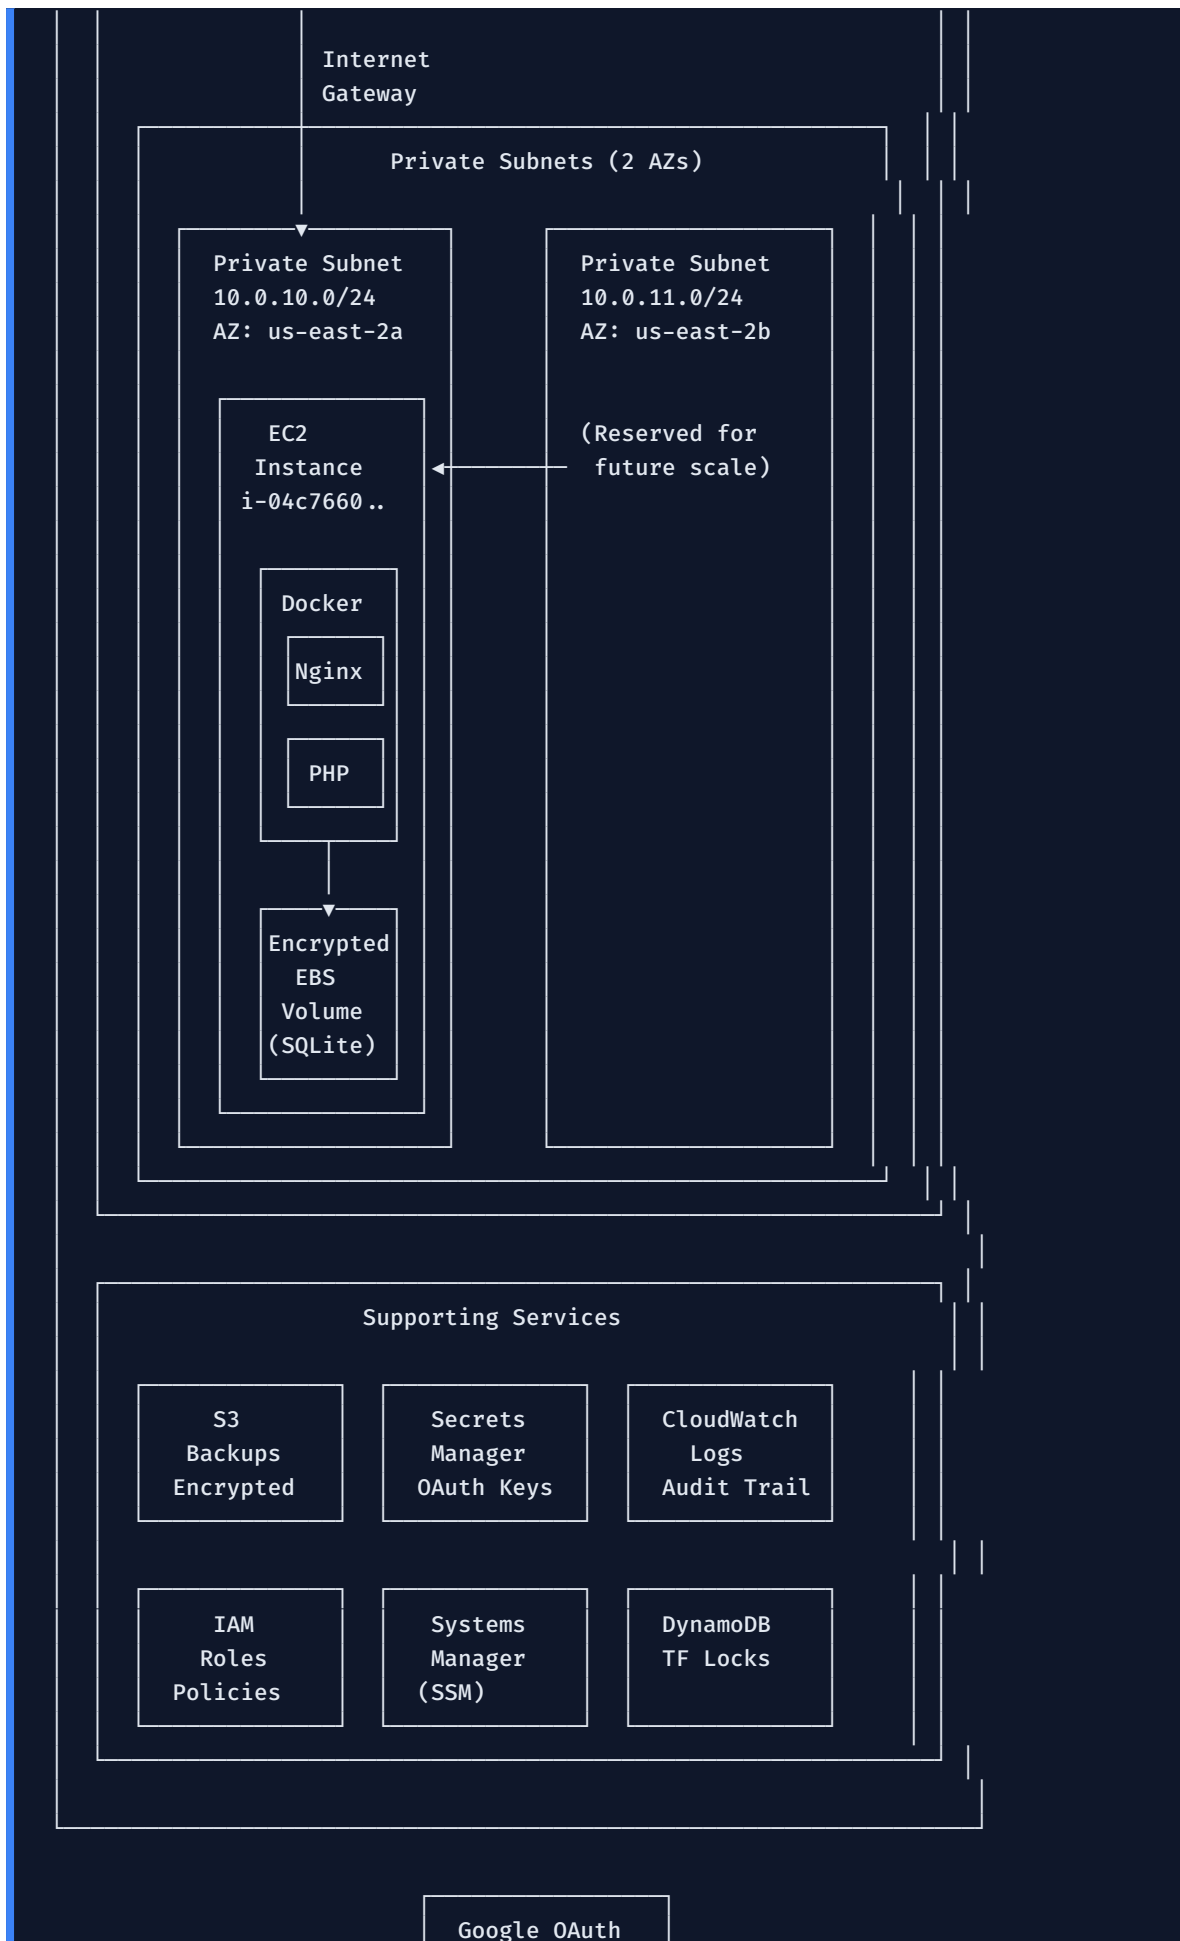 Internet
Gateway
Private Subnets (2 AZs)
Private Subnet
10.0.10.0/24
AZ: us-east-2a
Private Subnet
10.0.11.0/24
AZ: us-east-2b
EC2
Instance
i-04c7660..
(Reserved for
future scale)
Docker
Nginx
PHP
Encrypted
EBS
Volume
(SQLite)
Supporting Services
S3
Backups
Encrypted
Secrets
Manager
OAuth Keys
CloudWatch
Logs
Audit Trail
IAM
Roles
Policies
Systems
Manager
(SSM)
DynamoDB
TF Locks
Google OAuth